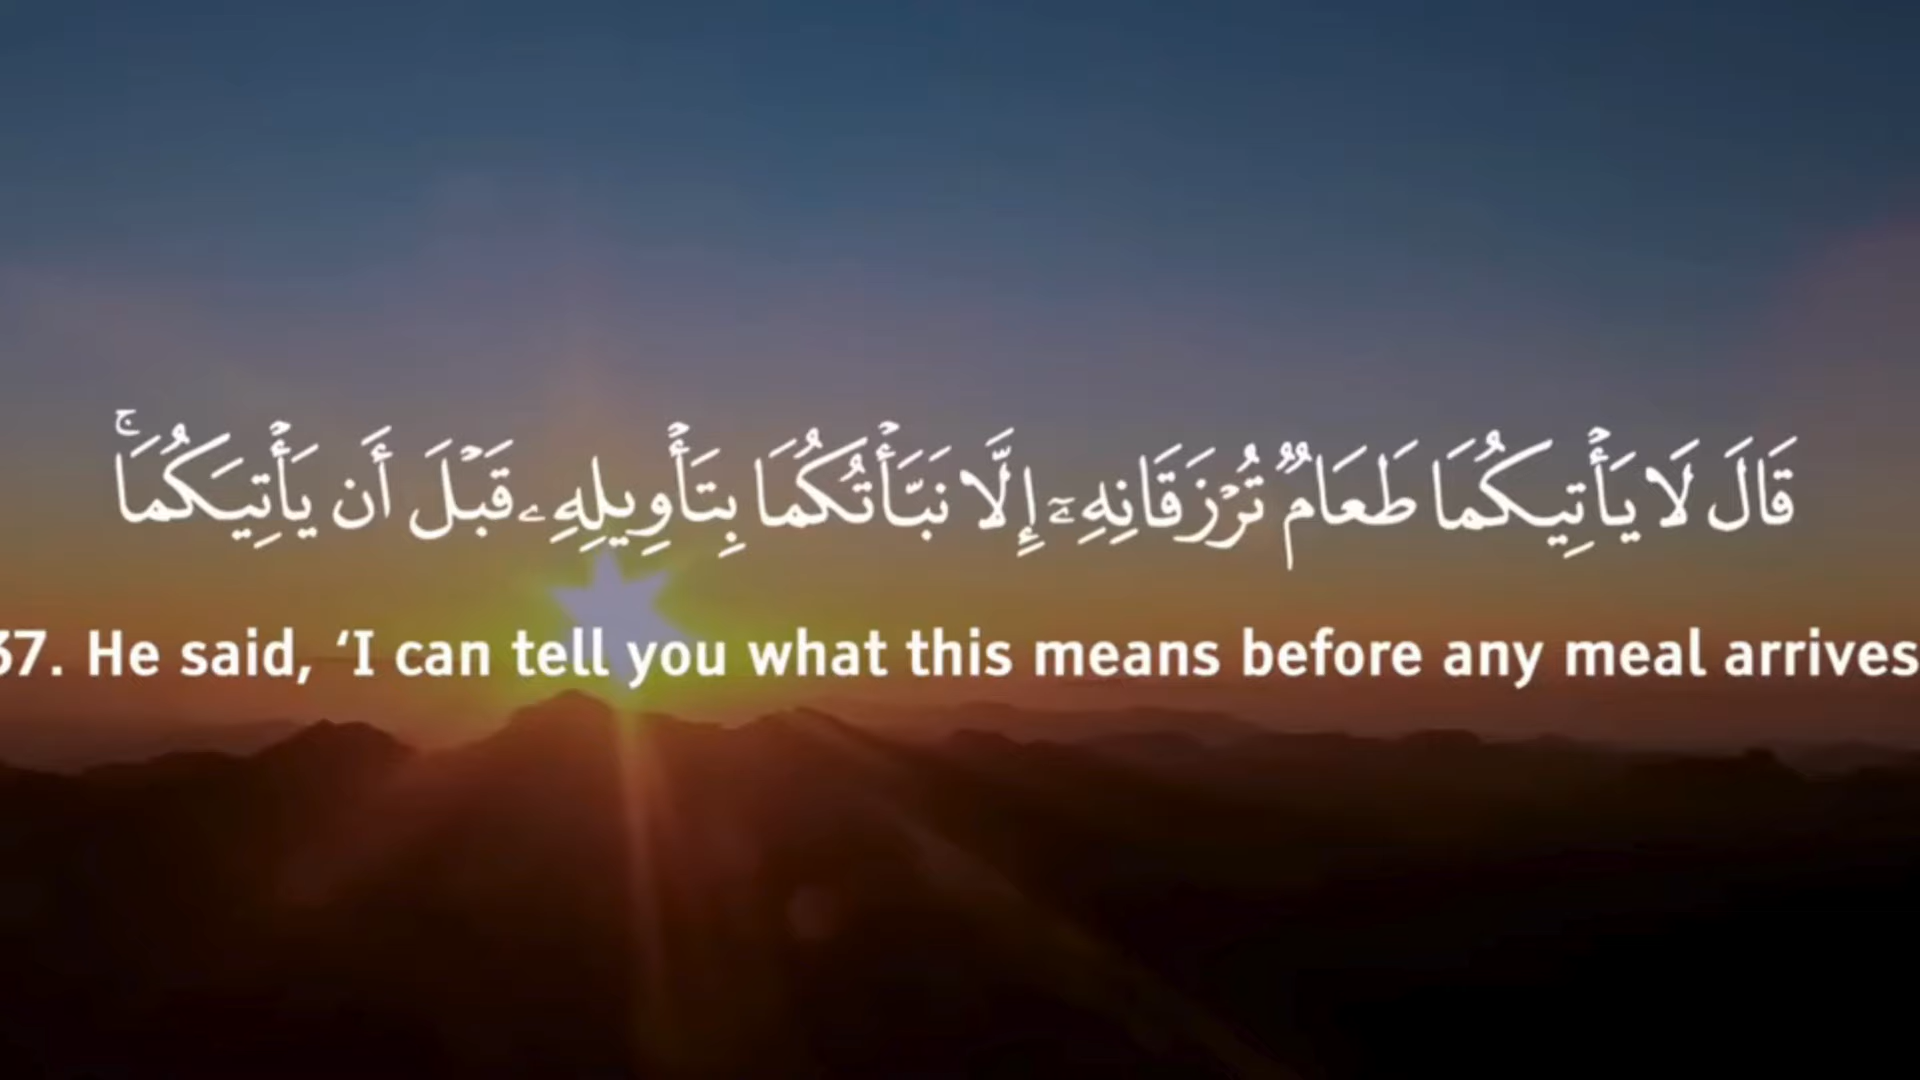 قَالَ لَا يَأْتِيكُمَا طَعَامٌ تُرْزَقَانِهِۦٓ إِلَّا نَبَّأْتُكُمَا بِتَأْوِيلِهِۦ قَبْلَ أَن يَأْتِيَكُمَا ۚ
37. He said, ‘I can tell you what this means before any meal arrives